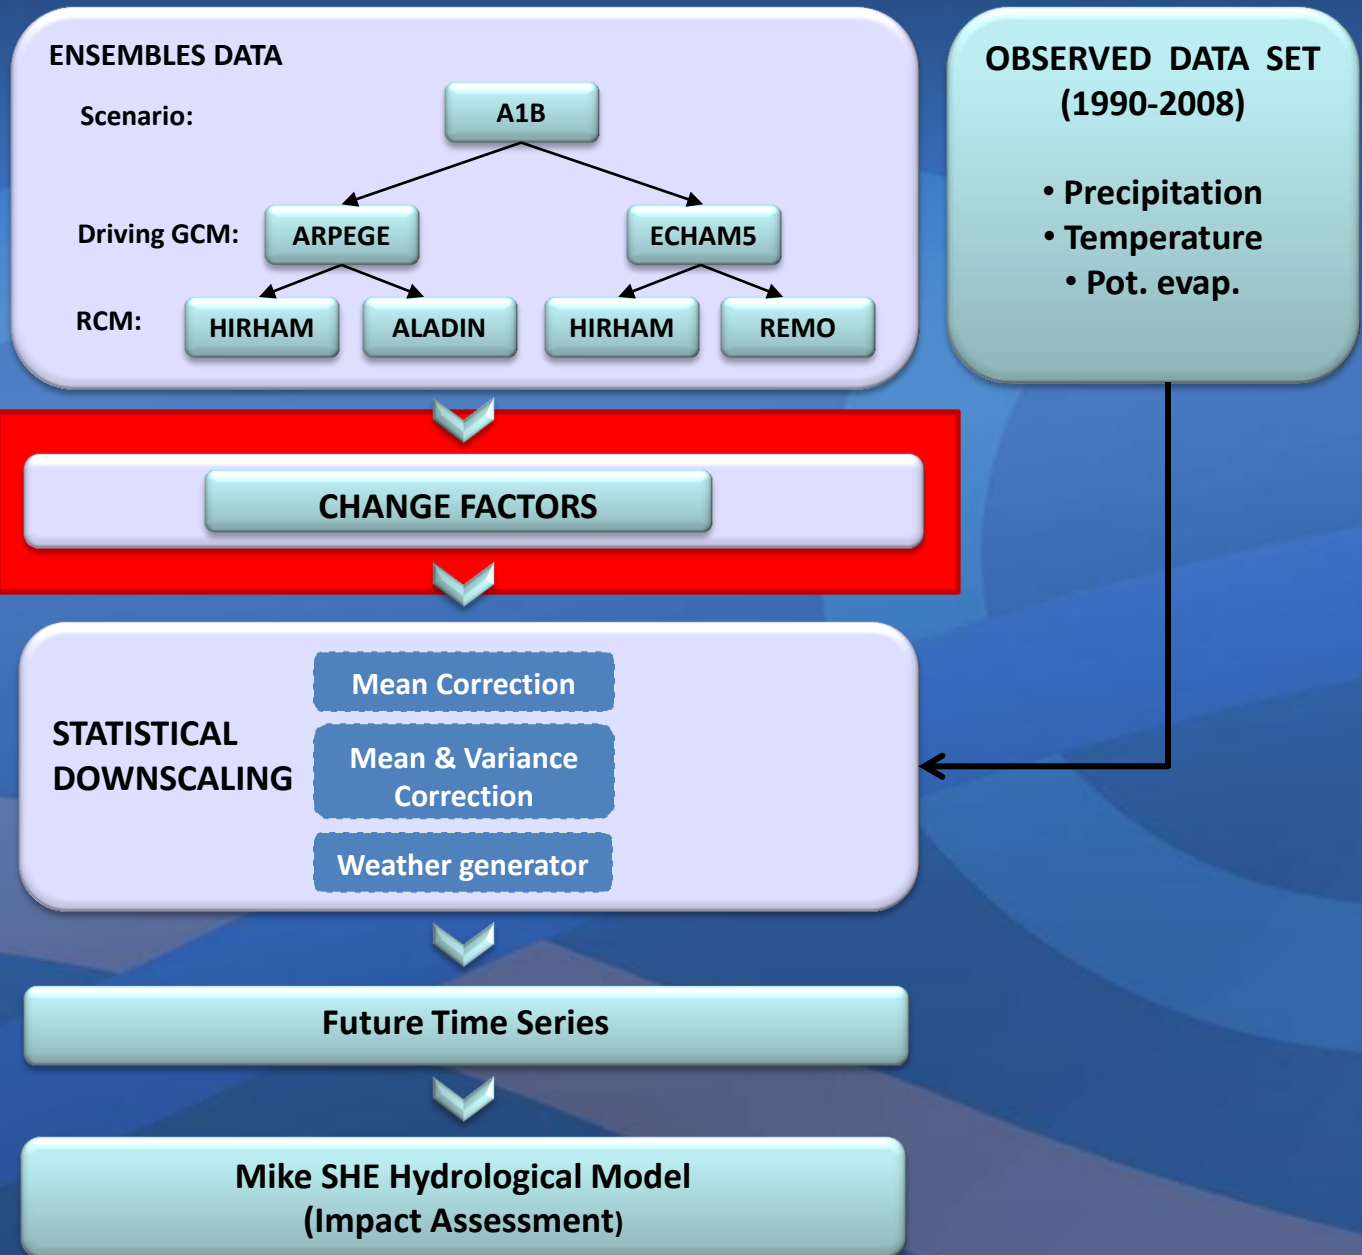 ENSEMBLES DATA
Scenario:
A1B
Driving GCM:
ARPEGE
ECHAM5
RCM:
HIRHAM
ALADIN
HIRHAM
REMO
OBSERVED DATA SET
(1990-2008)
• Precipitation
• Temperature
• Pot. evap.
CHANGE FACTORS
STATISTICAL
DOWNSCALING
Mean Correction
Mean & Variance
Correction
Weather generator
Future Time Series
Mike SHE Hydrological Model
(Impact Assessment)